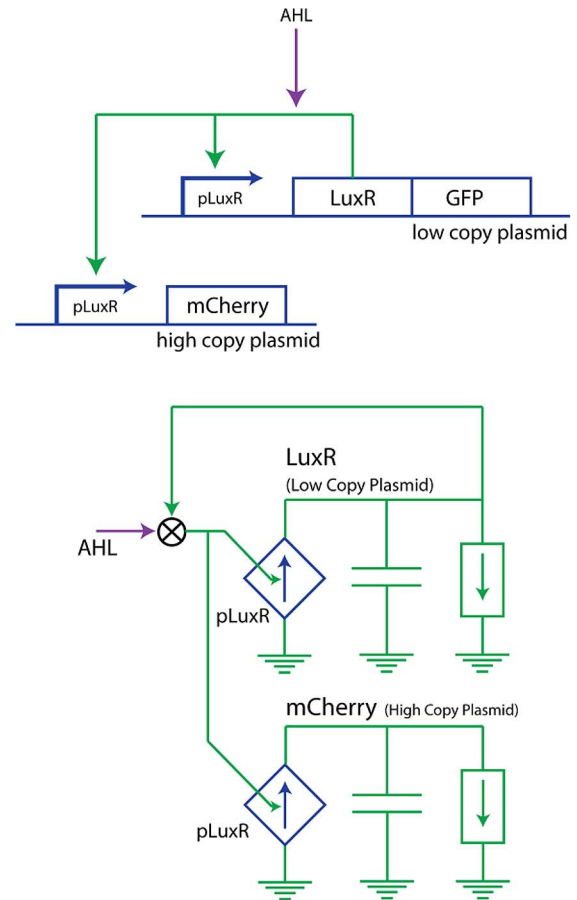 AHL
pLuxR
LuxR
GFP
low copy plasmid
pLuxR
mCherry
high copy plasmid
LuxR
(Low Copy Plasmid)
AHL
pLuxR
mCherry (High Copy Plasmid)
pLuxR